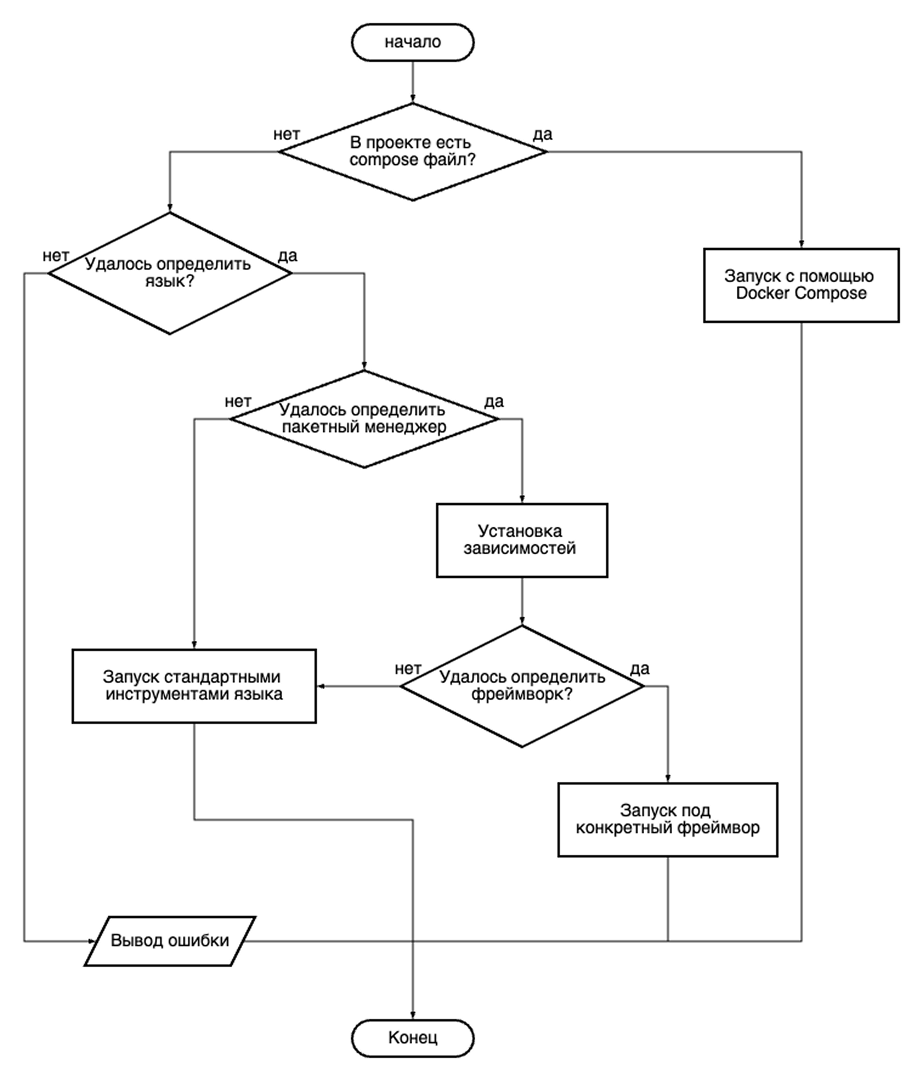 начало
В проекте есть
compose файл?
нет
да
Удалось определить
язык?
нет
да
Запуск с помощью
Docker Compose
Удалось определить
пакетный менеджер
нет
да
Установка
зависимостей
Запуск стандартными
инструментами языка
нет
Удалось определить
фреймворк?
да
Запуск под
конкретный фреймвор
Вывод ошибки
Конец